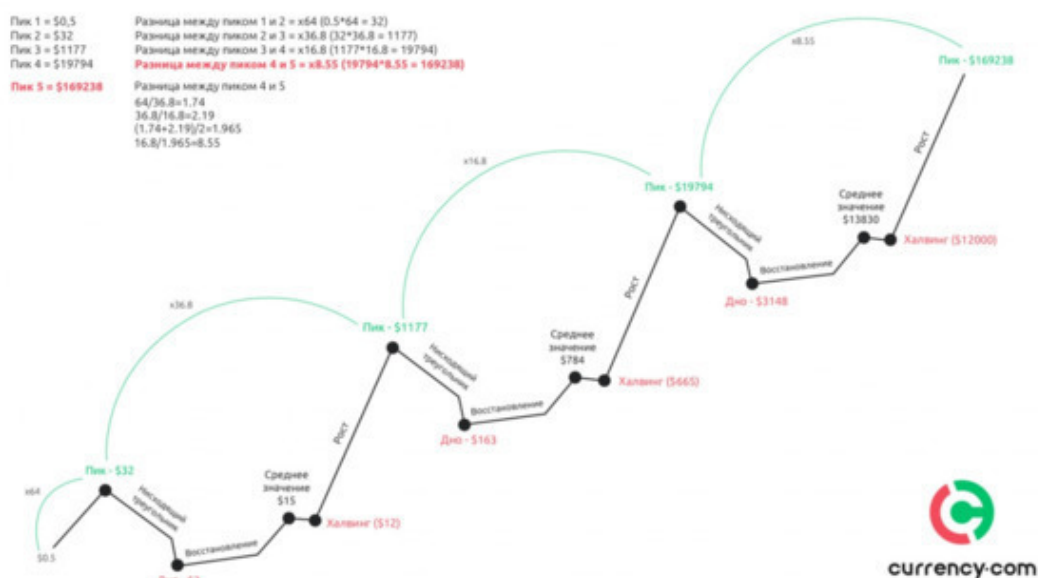 Пик 1 = $0,5
Пик 2 = $32
Пик 3 = $1177
Пик 4 = $19794
Пик 5 = $169238
Разница между пиком 1 и 2 = x64 (0.5*64 = 32)
Разница между пиком 2 и 3 = x36.8 (32*36.8 = 1177)
Разница между пиком 3 и 4 = x16.8 (1177*16.8 = 19794)
Разница между пиком 4 и 5 = x8.55 (19794*8.55 = 169238)
Разница между пиком 4 и 5
64/36.8=1.74
36.8/16.8=2.19
(1.74+2.19)/2=1.965
16.8/1.965=8.55
x8.55
Пик - $169238
Рост
Среднее
значение
$13830
Халвинг ($12000)
x16.8
Пик - $19794
Нисходящий
треугольник
Восстановление
Дно - $3148
x36.8
Пик - $1177
Рост
Среднее
значение
$784
Халвинг ($665)
Нисходящий
треугольник
Восстановление
Дно - $163
x64
Пик - $32
$0.5
Рост
Среднее
значение
$15
Халвинг ($12)
Нисходящий
треугольник
Восстановление
currency.com